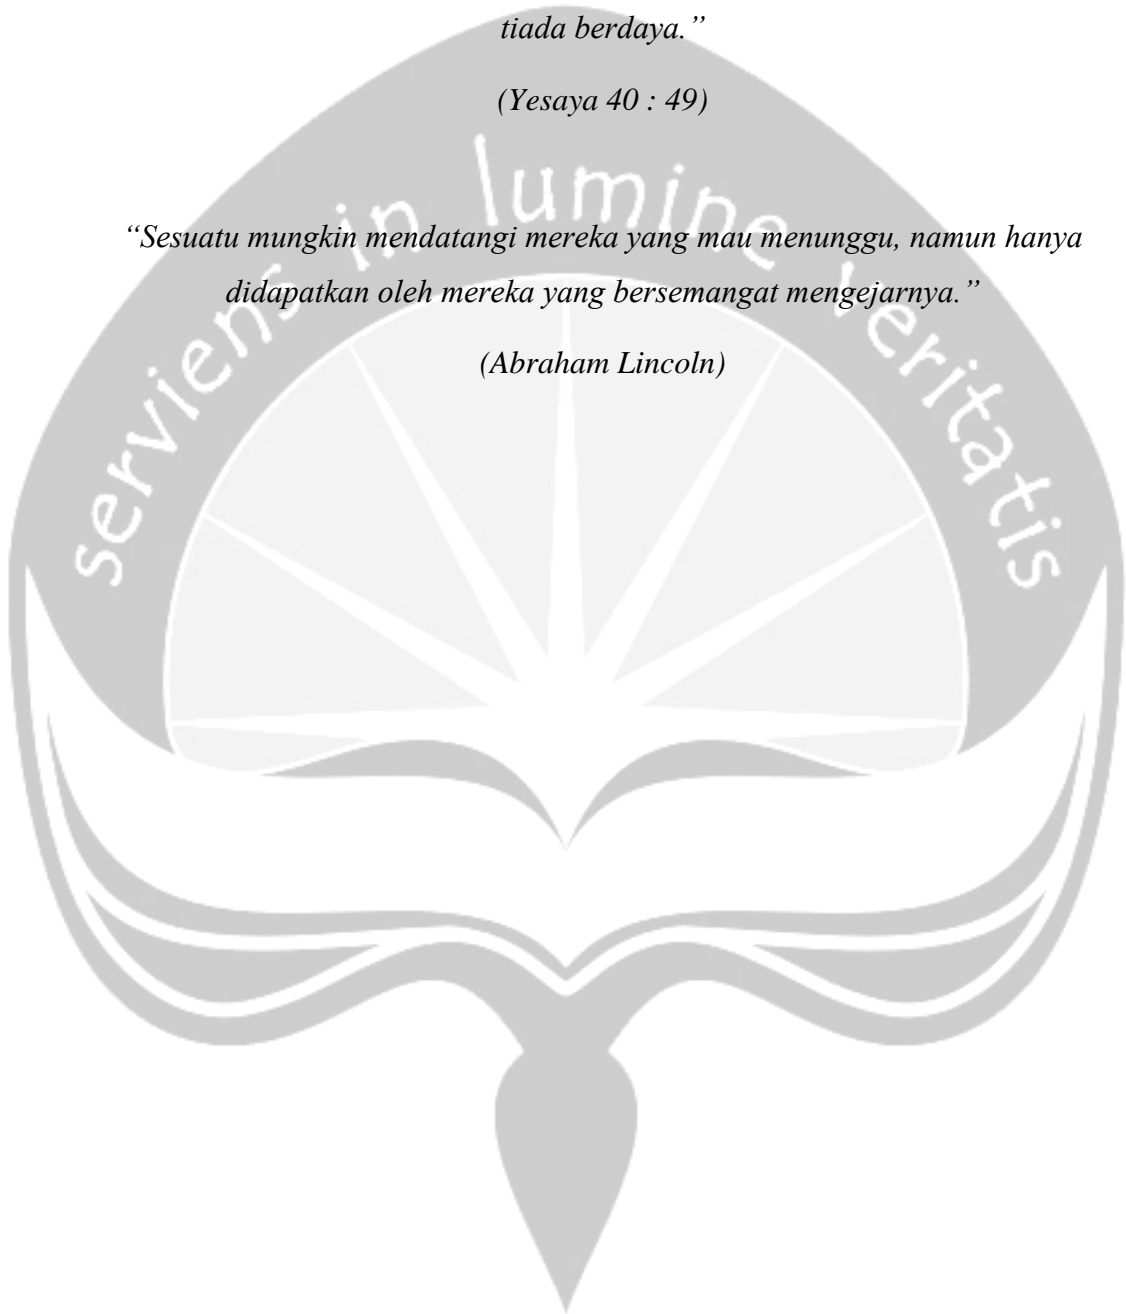 tiada berdaya.”
(Yesaya 40 : 49)
serviens in lumine veritatis
“Sesuatu mungkin mendatangi mereka yang mau menunggu, namun hanya
didapatkan oleh mereka yang bersemangat mengejarnya.”
(Abraham Lincoln)